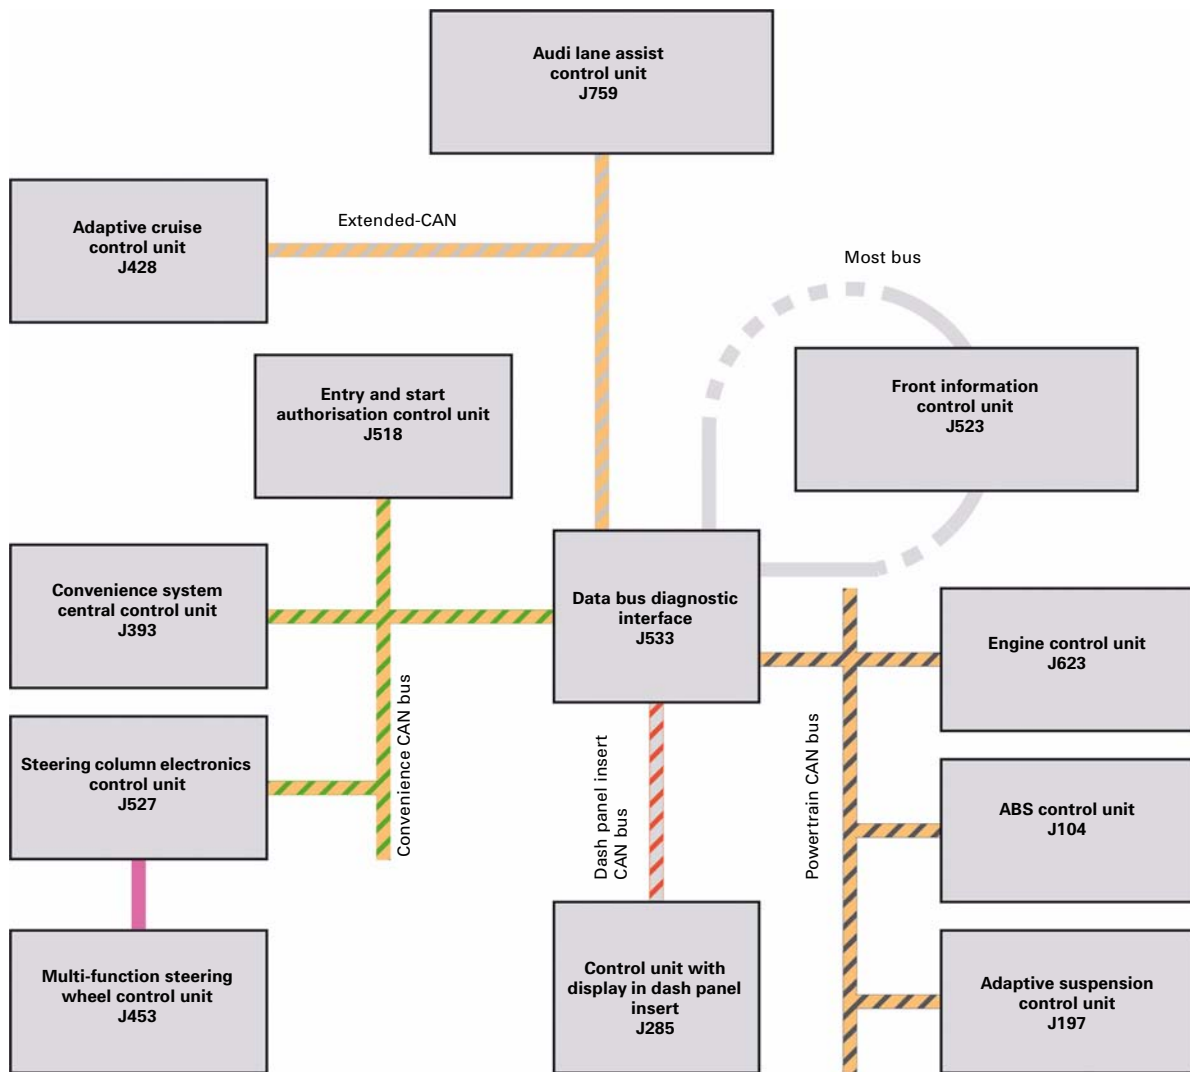 Audi lane assist
control unit
J759
Adaptive cruise
control unit
J428
Extended-CAN
Most bus
Front information
control unit
J523
Entry and start
authorisation control unit
J518
Convenience system
central control unit
J393
Data bus diagnostic
interface
J533
Engine control unit
J623
Steering column electronics
control unit
J527
Convenience CAN bus
Dash panel insert
CAN bus
Powertrain CAN bus
ABS control unit
J104
Multi-function steering
wheel control unit
J453
Control unit with
display in dash panel
insert
J285
Adaptive suspension
control unit
J197